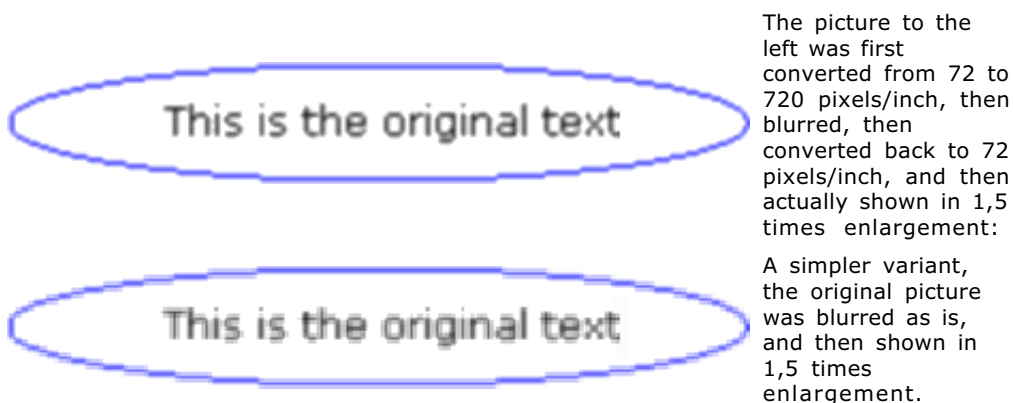 This is the original text
The picture to the
left was first
converted from 72 to
720 pixels/inch, then
blurred, then
converted back to 72
pixels/inch, and then
actually shown in 1,5
times enlargement:
This is the original text
A simpler variant,
the original picture
was blurred as is,
and then shown in
1,5 times
enlargement.